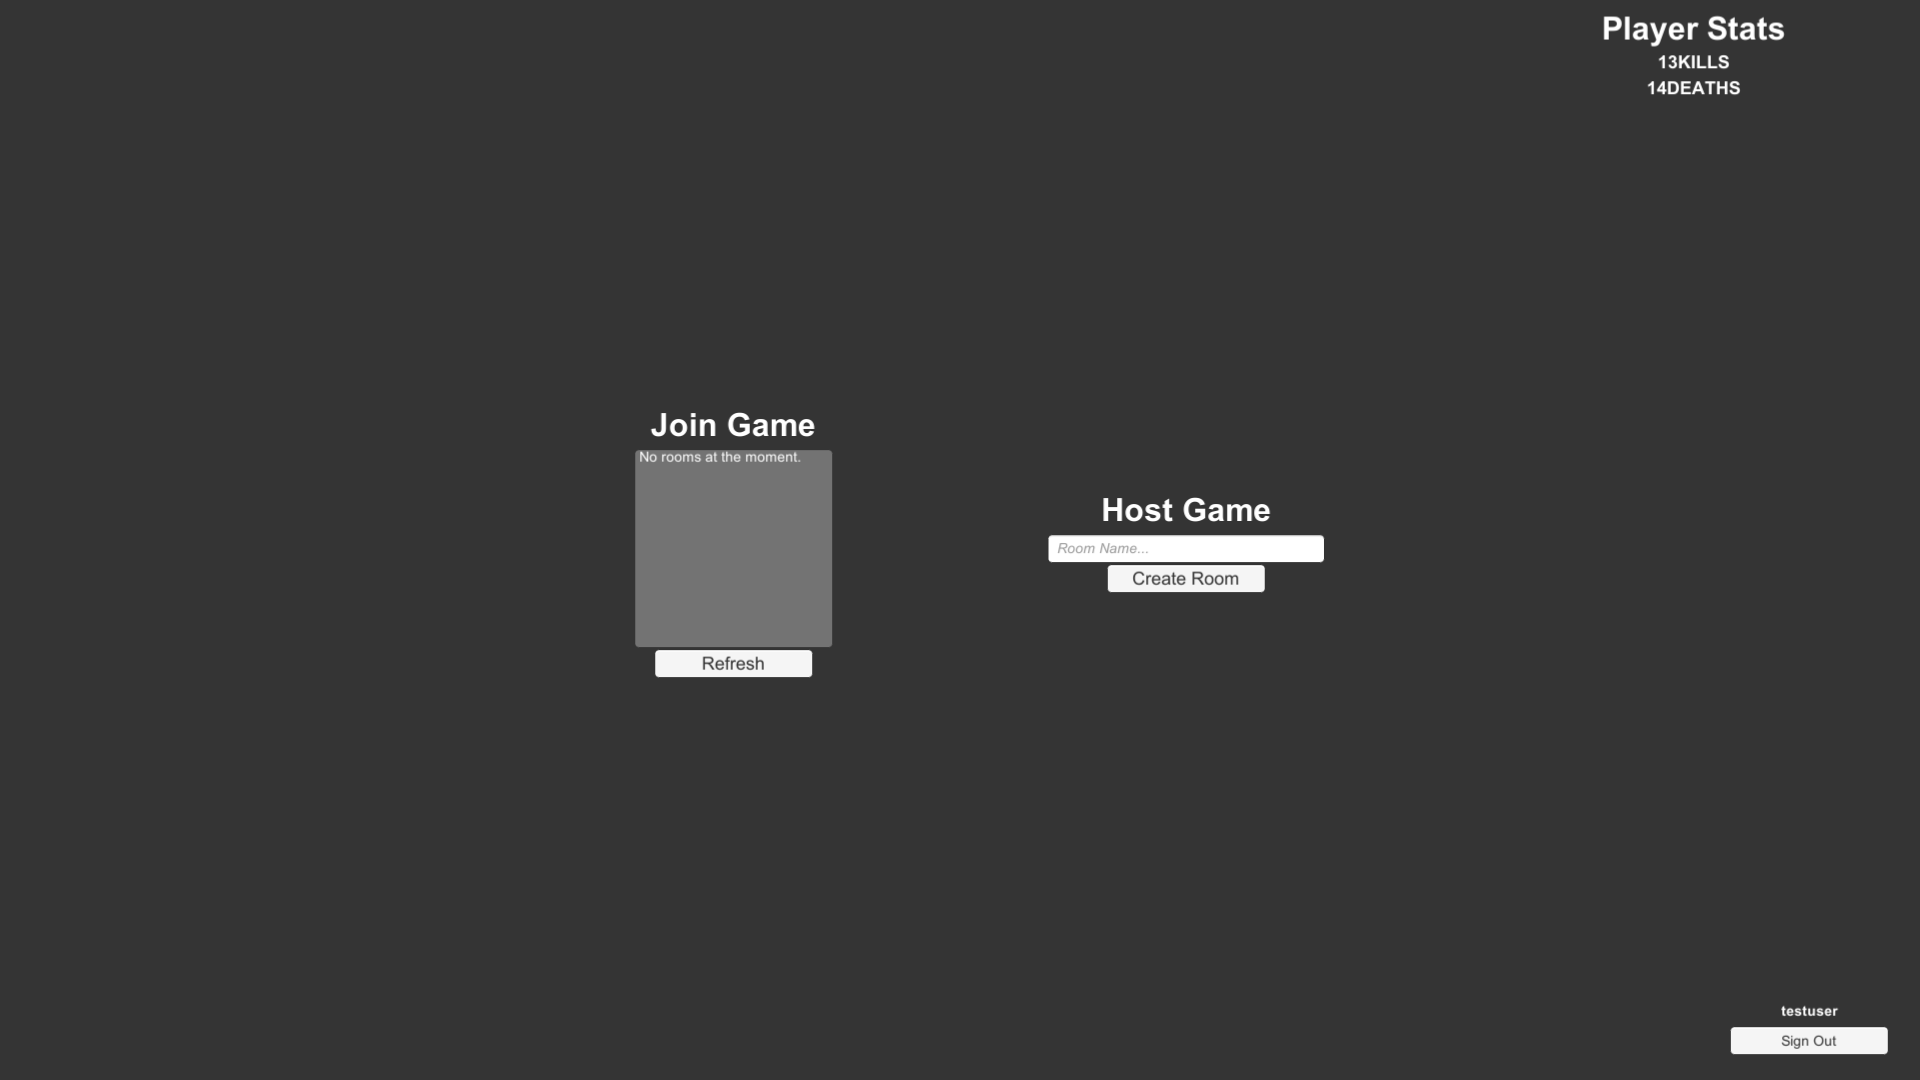 Player Stats
13KILLS
14DEATHS
Join Game
No rooms at the moment.
Refresh
Host Game
Room Name...
Create Room
testuser
Sign Out